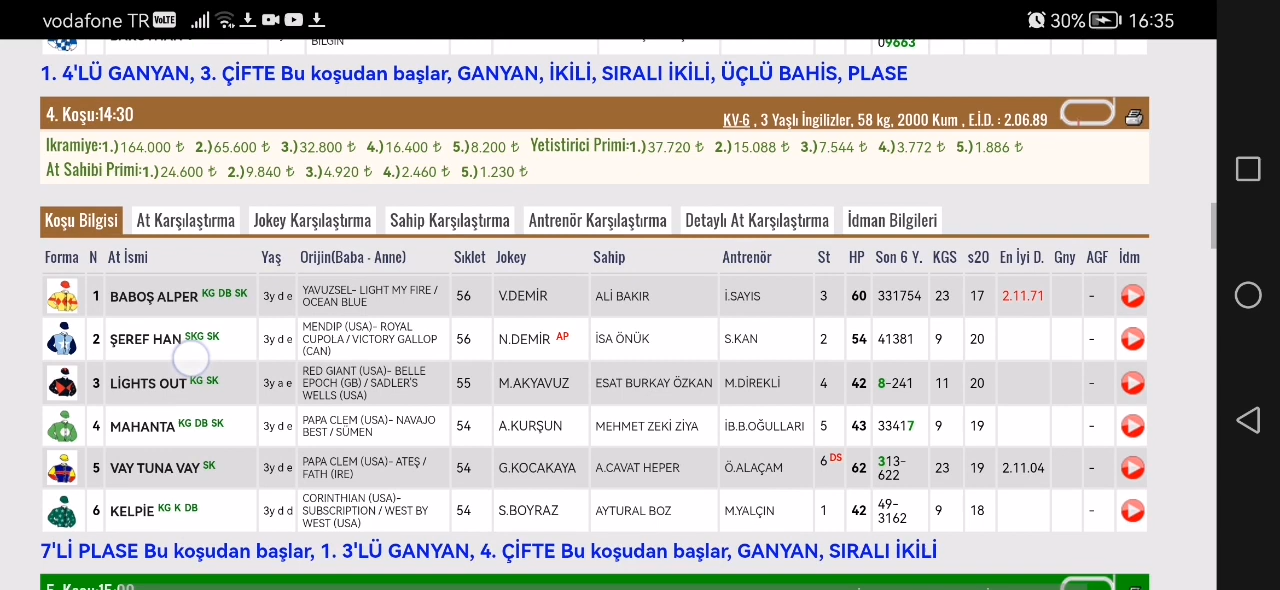 vodafone TR VoLTE 30% 16:35
BİLGİN 09663
1. 4'LÜ GANYAN, 3. ÇİFTE Bu koşudan başlar, GANYAN, İKİLİ, SIRALI İKİLİ, ÜÇLÜ BAHİS, PLASE
4. Koşu:14:30 KV-6 , 3 Yaşlı İngilizler, 58 kg, 2000 Kum , E.İ.D. : 2.06.89
Ikramiye:1.)164.000 ₺ 2.)65.600 ₺ 3.)32.800 ₺ 4.)16.400 ₺ 5.)8.200 ₺ Yetistirici Primi:1.)37.720 ₺ 2.)15.088 ₺ 3.)7.544 ₺ 4.)3.772 ₺ 5.)1.886 ₺
At Sahibi Primi:1.)24.600 ₺ 2.)9.840 ₺ 3.)4.920 ₺ 4.)2.460 ₺ 5.)1.230 ₺
Koşu Bilgisi At Karşılaştırma Jokey Karşılaştırma Sahip Karşılaştırma Antrenör Karşılaştırma Detaylı At Karşılaştırma İdman Bilgileri
Forma N At İsmi Yaş Orijin(Baba - Anne) Sıklet Jokey Sahip Antrenör St HP Son 6 Y. KGS s20 En İyi D. Gny AGF İdm
1 BABOŞ ALPER KG DB SK 3y d e YAVUZSEL- LIGHT MY FIRE / OCEAN BLUE 56 V.DEMİR ALİ BAKIR İ.SAYIS 3 60 331754 23 17 2.11.71 -
2 ŞEREF HAN SKG SK 3y d e MENDIP (USA)- ROYAL CUPOLA / VICTORY GALLOP (CAN) 56 N.DEMİR AP İSA ÖNÜK S.KAN 2 54 41381 9 20 -
3 LİGHTS OUT KG SK 3y a e RED GIANT (USA)- BELLE EPOCH (GB) / SADLER'S WELLS (USA) 55 M.AKYAVUZ ESAT BURKAY ÖZKAN M.DİREKLİ 4 42 8-241 11 20 -
4 MAHANTA KG DB SK 3y d e PAPA CLEM (USA)- NAVAJO BEST / SÜMEN 54 A.KURŞUN MEHMET ZEKİ ZİYA İB.B.OĞULLARI 5 43 33417 9 19 -
5 VAY TUNA VAY SK 3y d e PAPA CLEM (USA)- ATEŞ / FATH (IRE) 54 G.KOCAKAYA A.CAVAT HEPER Ö.ALAÇAM 6 DS 62 313-622 23 19 2.11.04 -
6 KELPİE KG K DB 3y d d CORINTHIAN (USA)- SUBSCRIPTION / WEST BY WEST (USA) 54 S.BOYRAZ AYTURAL BOZ M.YALÇIN 1 42 49-3162 9 18 -
7'Lİ PLASE Bu koşudan başlar, 1. 3'LÜ GANYAN, 4. ÇİFTE Bu koşudan başlar, GANYAN, SIRALI İKİLİ
5. Koşu:15:00